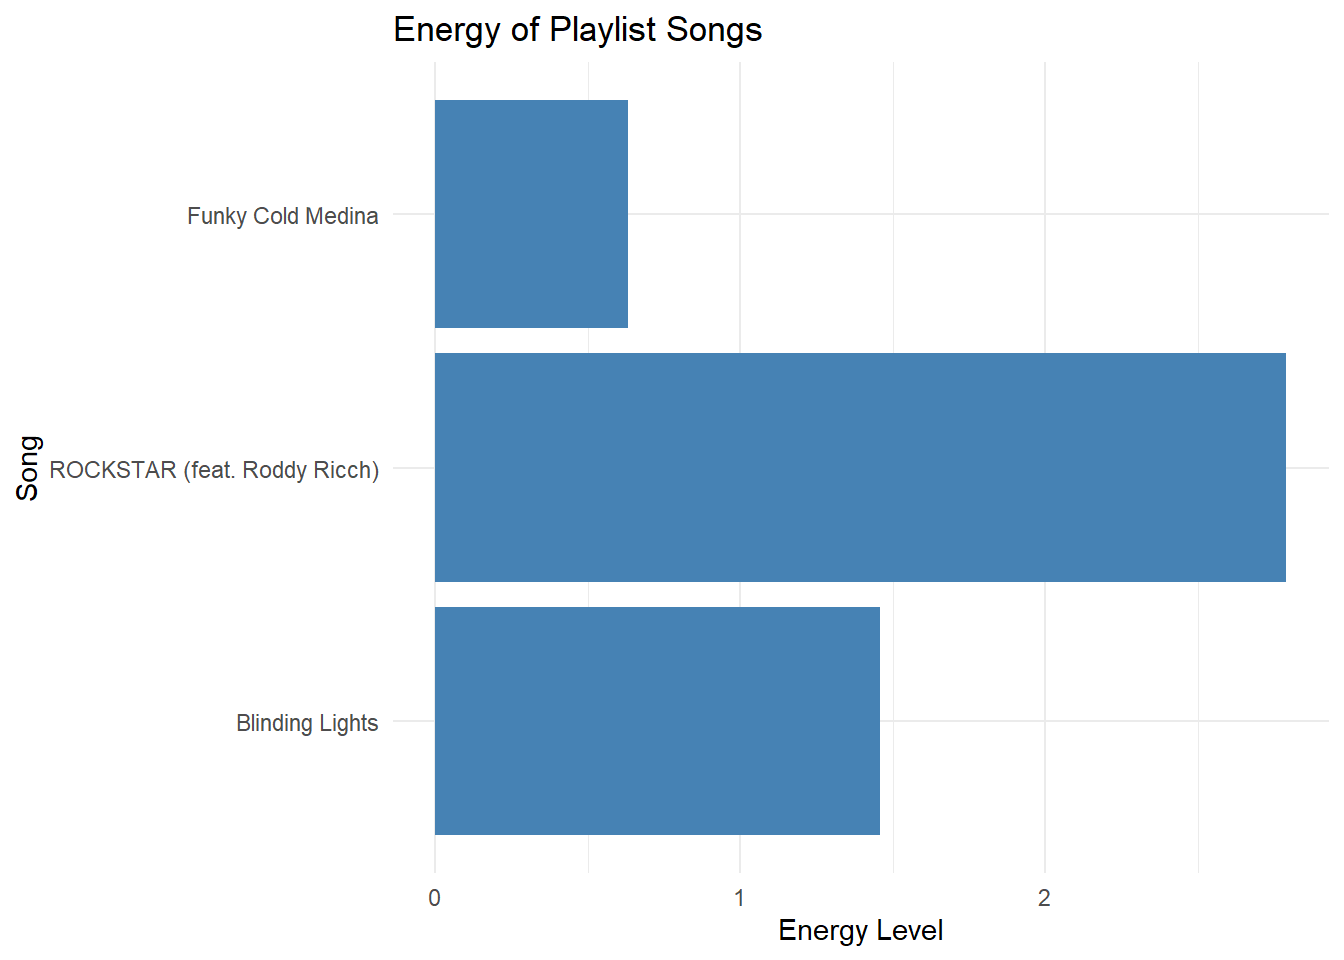 Energy of Playlist Songs
Funky Cold Medina
ROCKSTAR (feat. Roddy Ricch)
Blinding Lights
Song
0 1 2
Energy Level